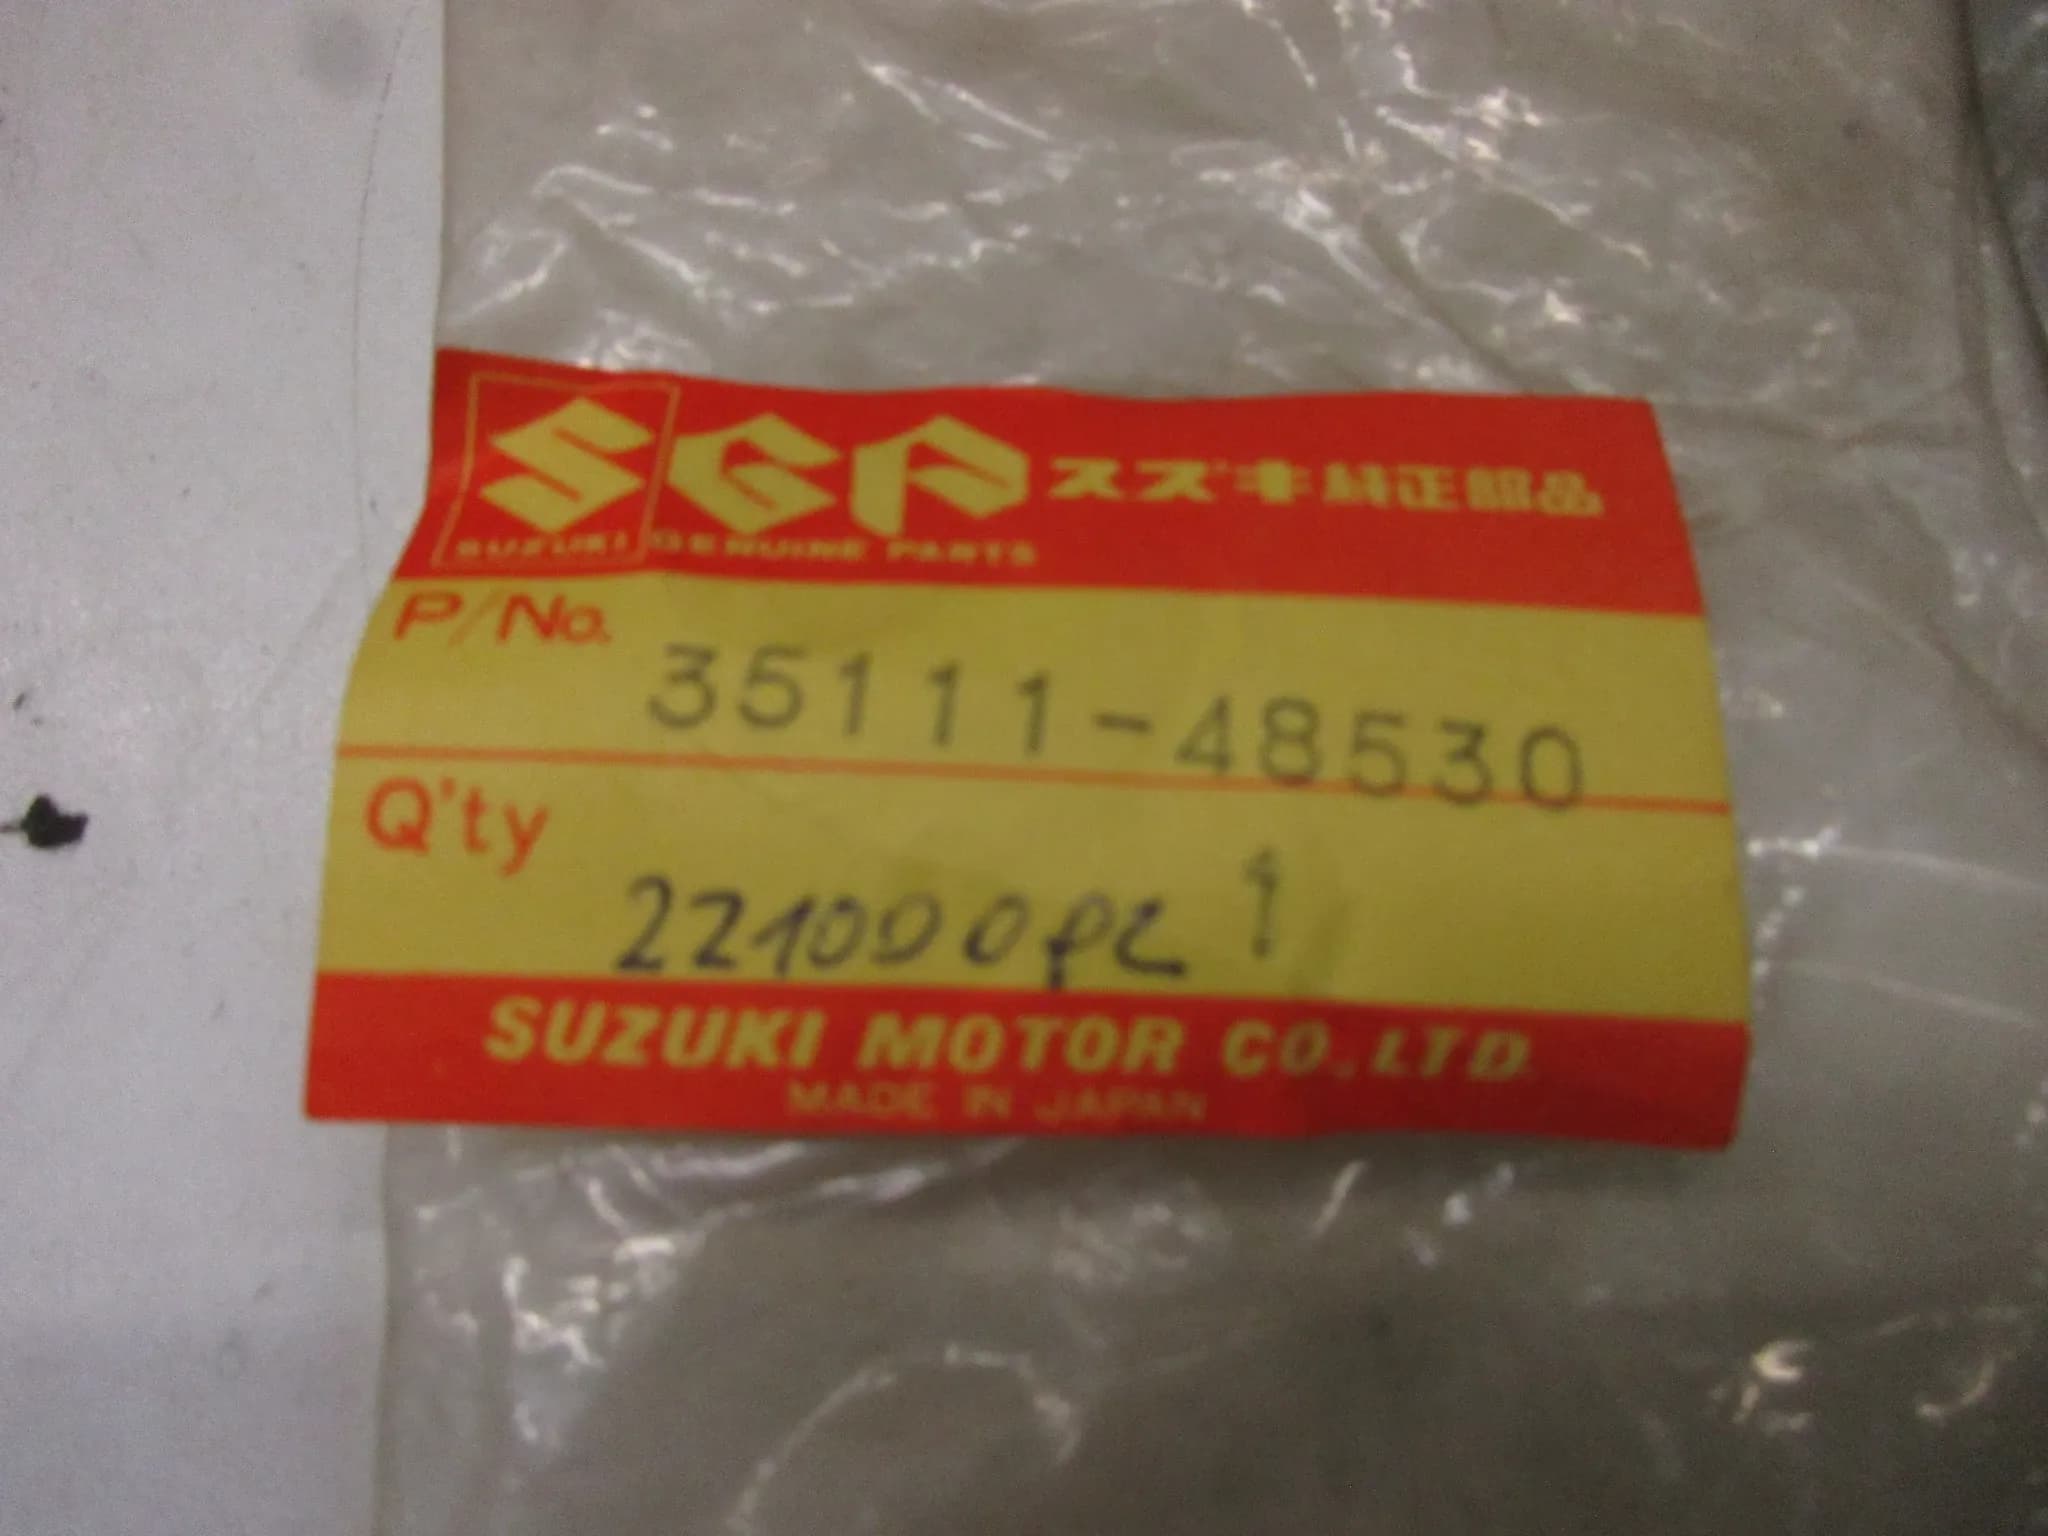 SGP スズキ純正部品
SUZUKI GENUINE PARTS
P/No.
35111-48530
Q'ty
1
SUZUKI MOTOR CO., LTD.
MADE IN JAPAN